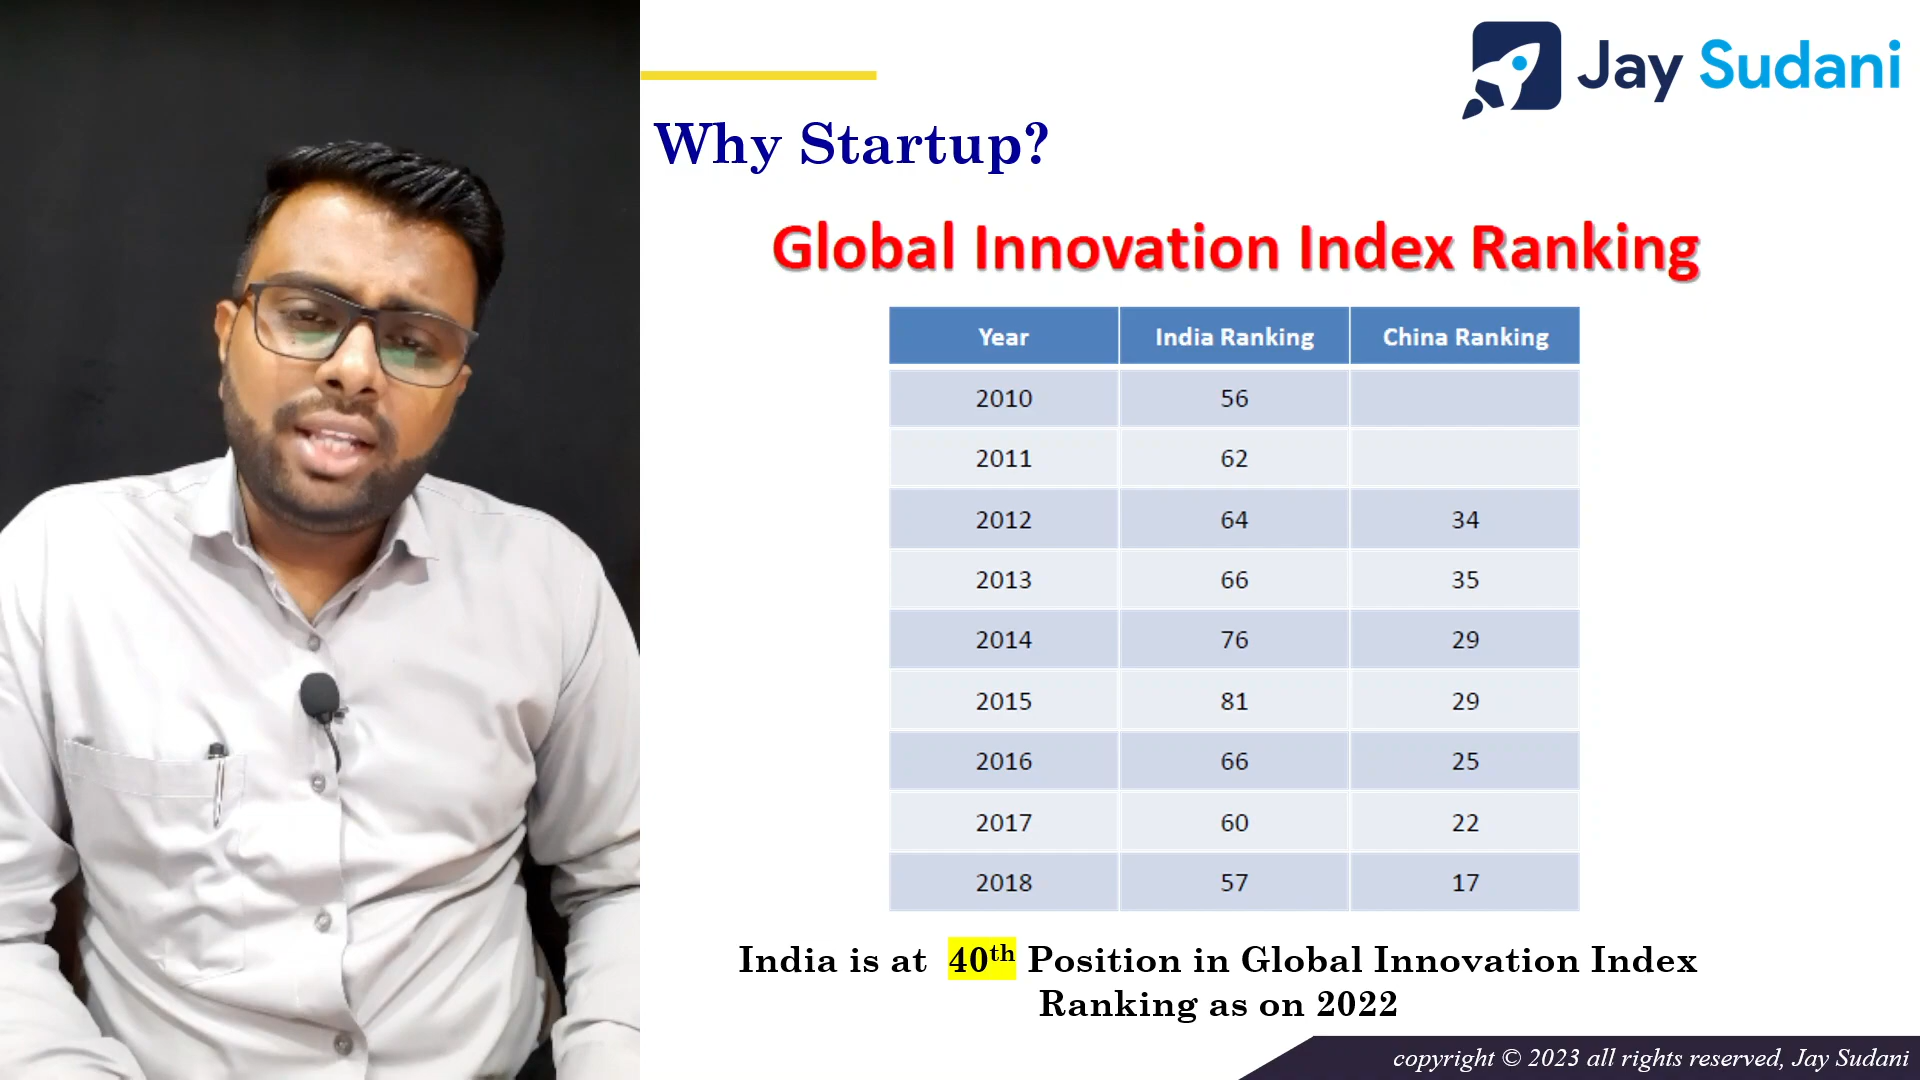 Jay Sudani
Why Startup?
Global Innovation Index Ranking
Year India Ranking China Ranking
2010 56
2011 62
2012 64 34
2013 66 35
2014 76 29
2015 81 29
2016 66 25
2017 60 22
2018 57 17
India is at 40th Position in Global Innovation Index
Ranking as on 2022
copyright © 2023 all rights reserved, Jay Sudani